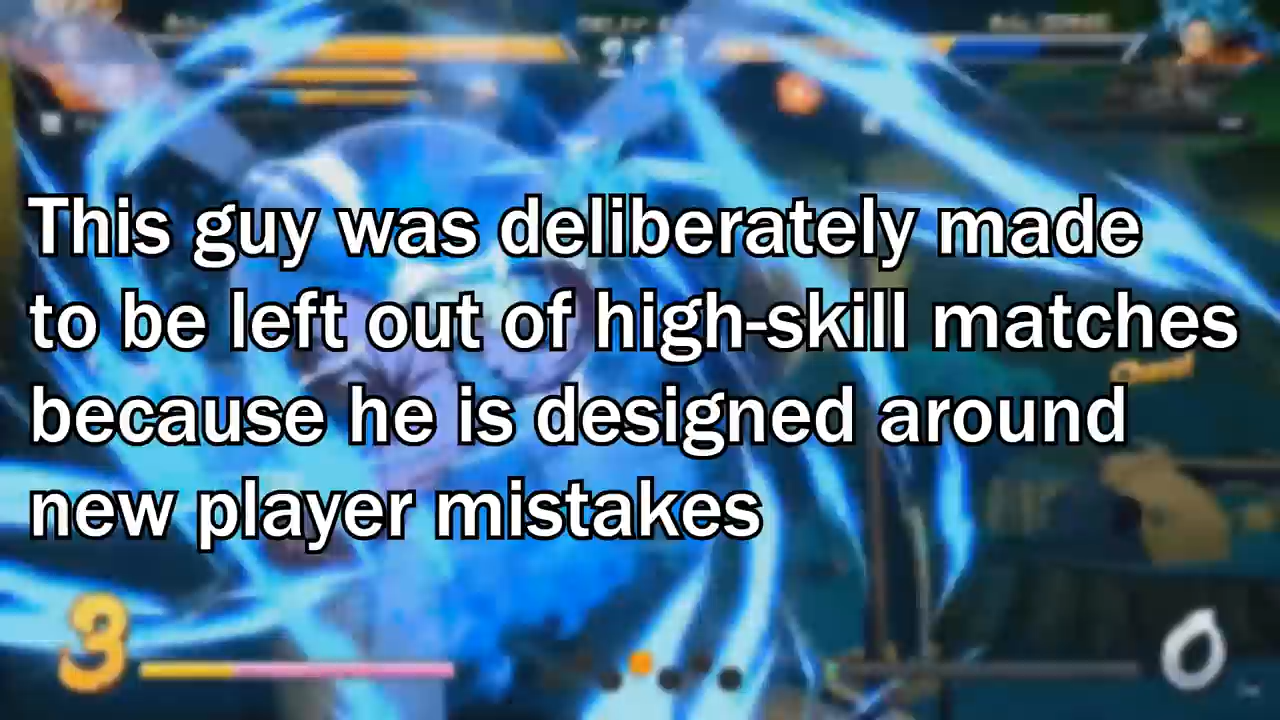 This guy was deliberately made
to be left out of high-skill matches
because he is designed around
new player mistakes
3
0